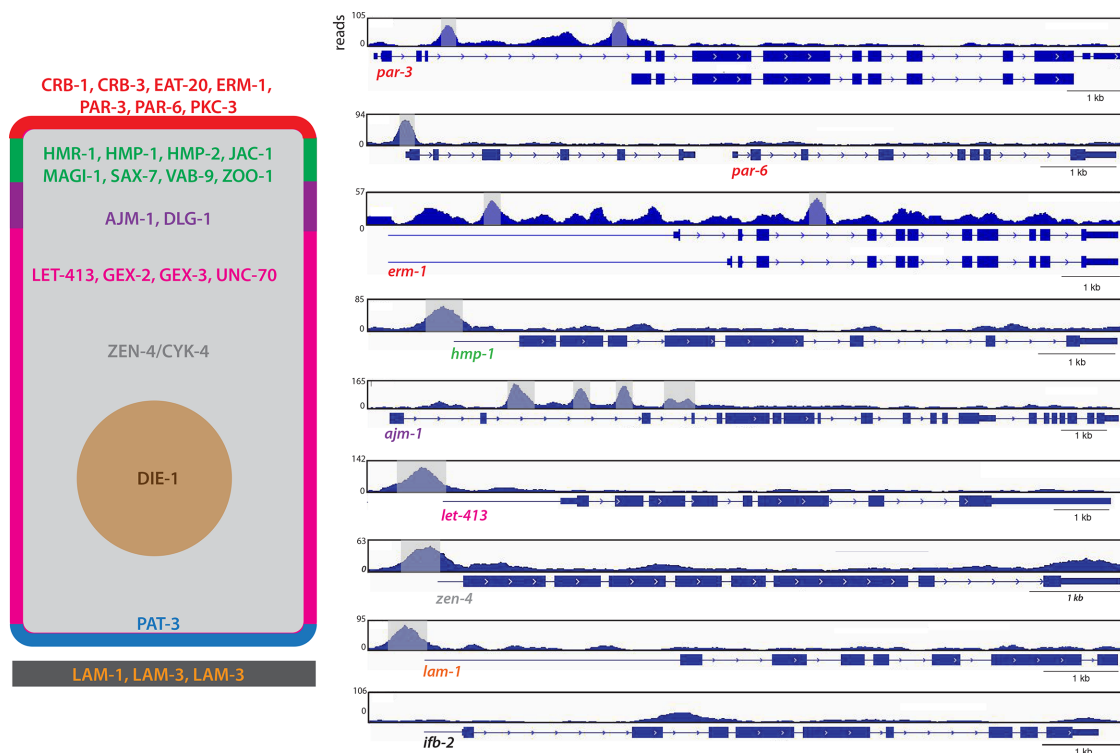 CRB-1, CRB-3, EAT-20, ERM-1,
PAR-3, PAR-6, PKC-3
HMR-1, HMP-1, HMP-2, JAC-1
MAGI-1, SAX-7, VAB-9, ZOO-1
AJM-1, DLG-1
LET-413, GEX-2, GEX-3, UNC-70
ZEN-4/CYK-4
DIE-1
PAT-3
LAM-1, LAM-3, LAM-3
reads
105
0
par-3
1 kb
94
0
par-6
1 kb
57
0
erm-1
1 kb
85
0
hmp-1
1 kb
165
0
ajm-1
1 kb
142
0
let-413
1 kb
63
0
zen-4
1 kb
95
0
lam-1
1 kb
106
0
ifb-2
1 kb